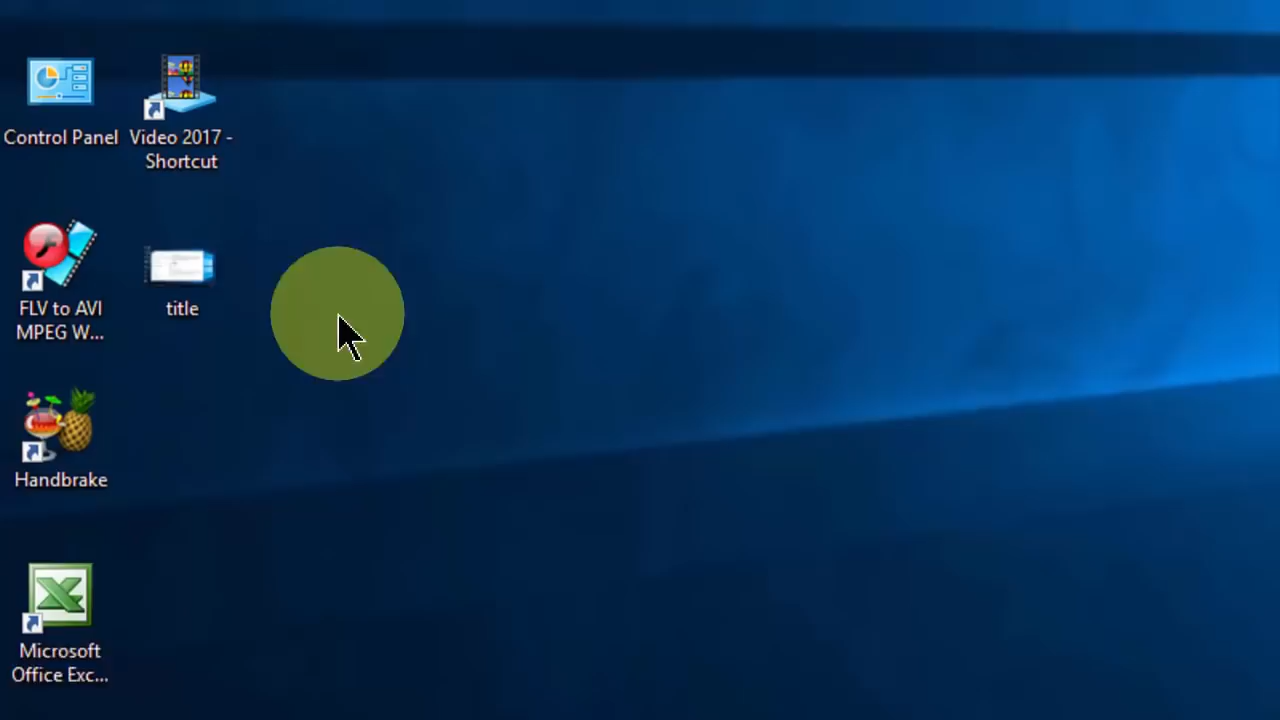 Control Panel
Video 2017 -
Shortcut
FLV to AVI
MPEG W...
title
Handbrake
Microsoft
Office Exc...